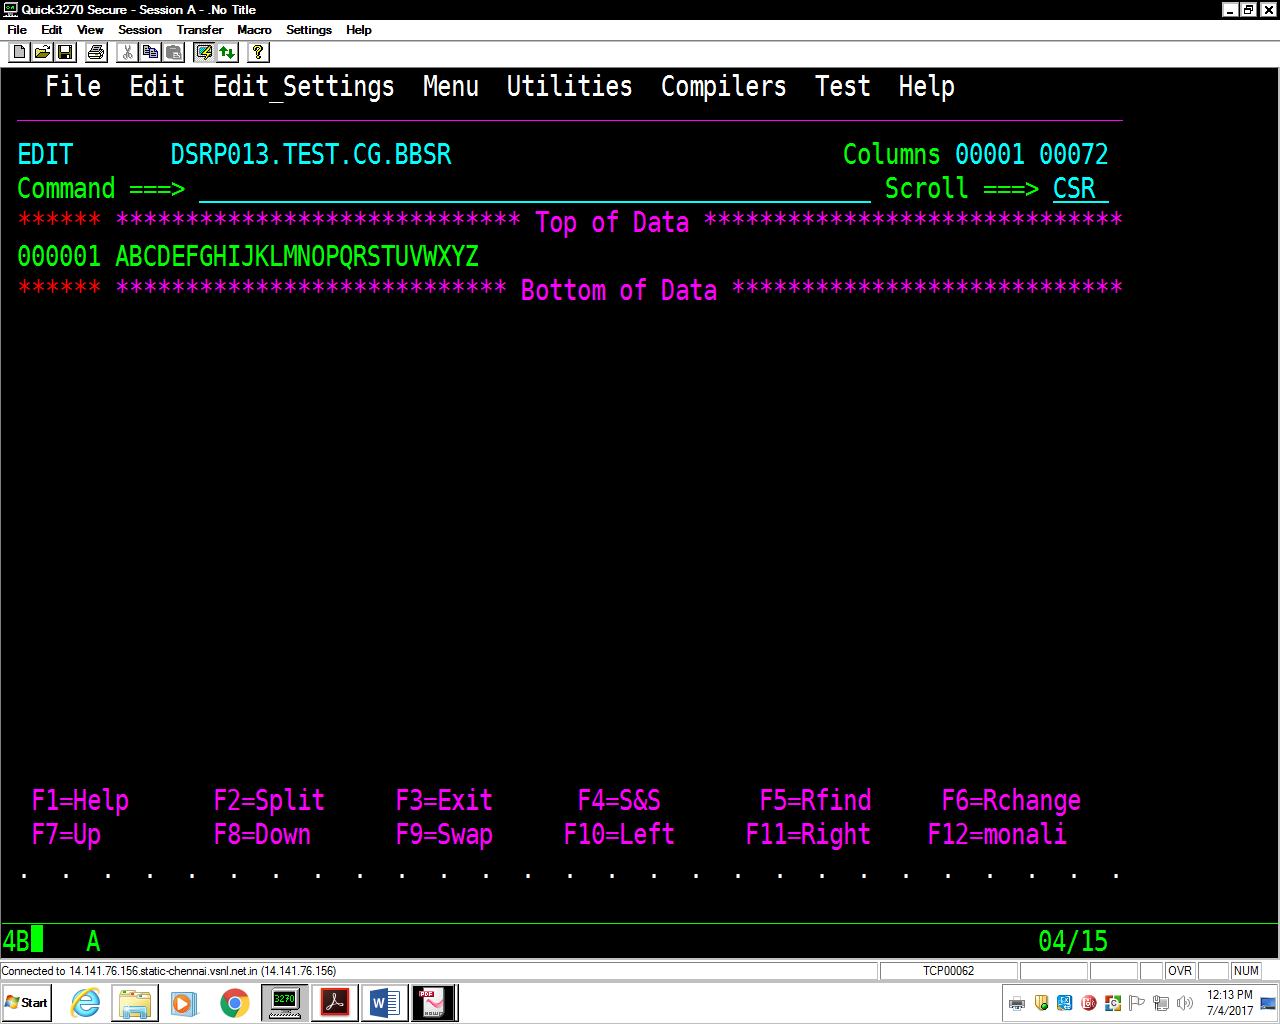 Quick3270 Secure - Session A - .No Title
File Edit View Session Transfer Macro Settings Help
File Edit Edit_Settings Menu Utilities Compilers Test Help
EDIT DSRP013.TEST.CG.BBSR Columns 00001 00072
Command ===> Scroll ===> CSR
****** ***************************** Top of Data ******************************
000001 ABCDEFGHIJKLMNOPQRSTUVWXYZ
****** **************************** Bottom of Data ****************************
F1=Help F2=Split F3=Exit F4=S&S F5=Rfind F6=Rchange
F7=Up F8=Down F9=Swap F10=Left F11=Right F12=monali
. . . . . . . . . . . . . . . . . . . . . . . . . . .
4B A 04/15
Connected to 14.141.76.156.static-chennai.vsnl.net.in (14.141.76.156) TCP00062 OVR NUM
Start 3270 PDF 12:13 PM
7/4/2017